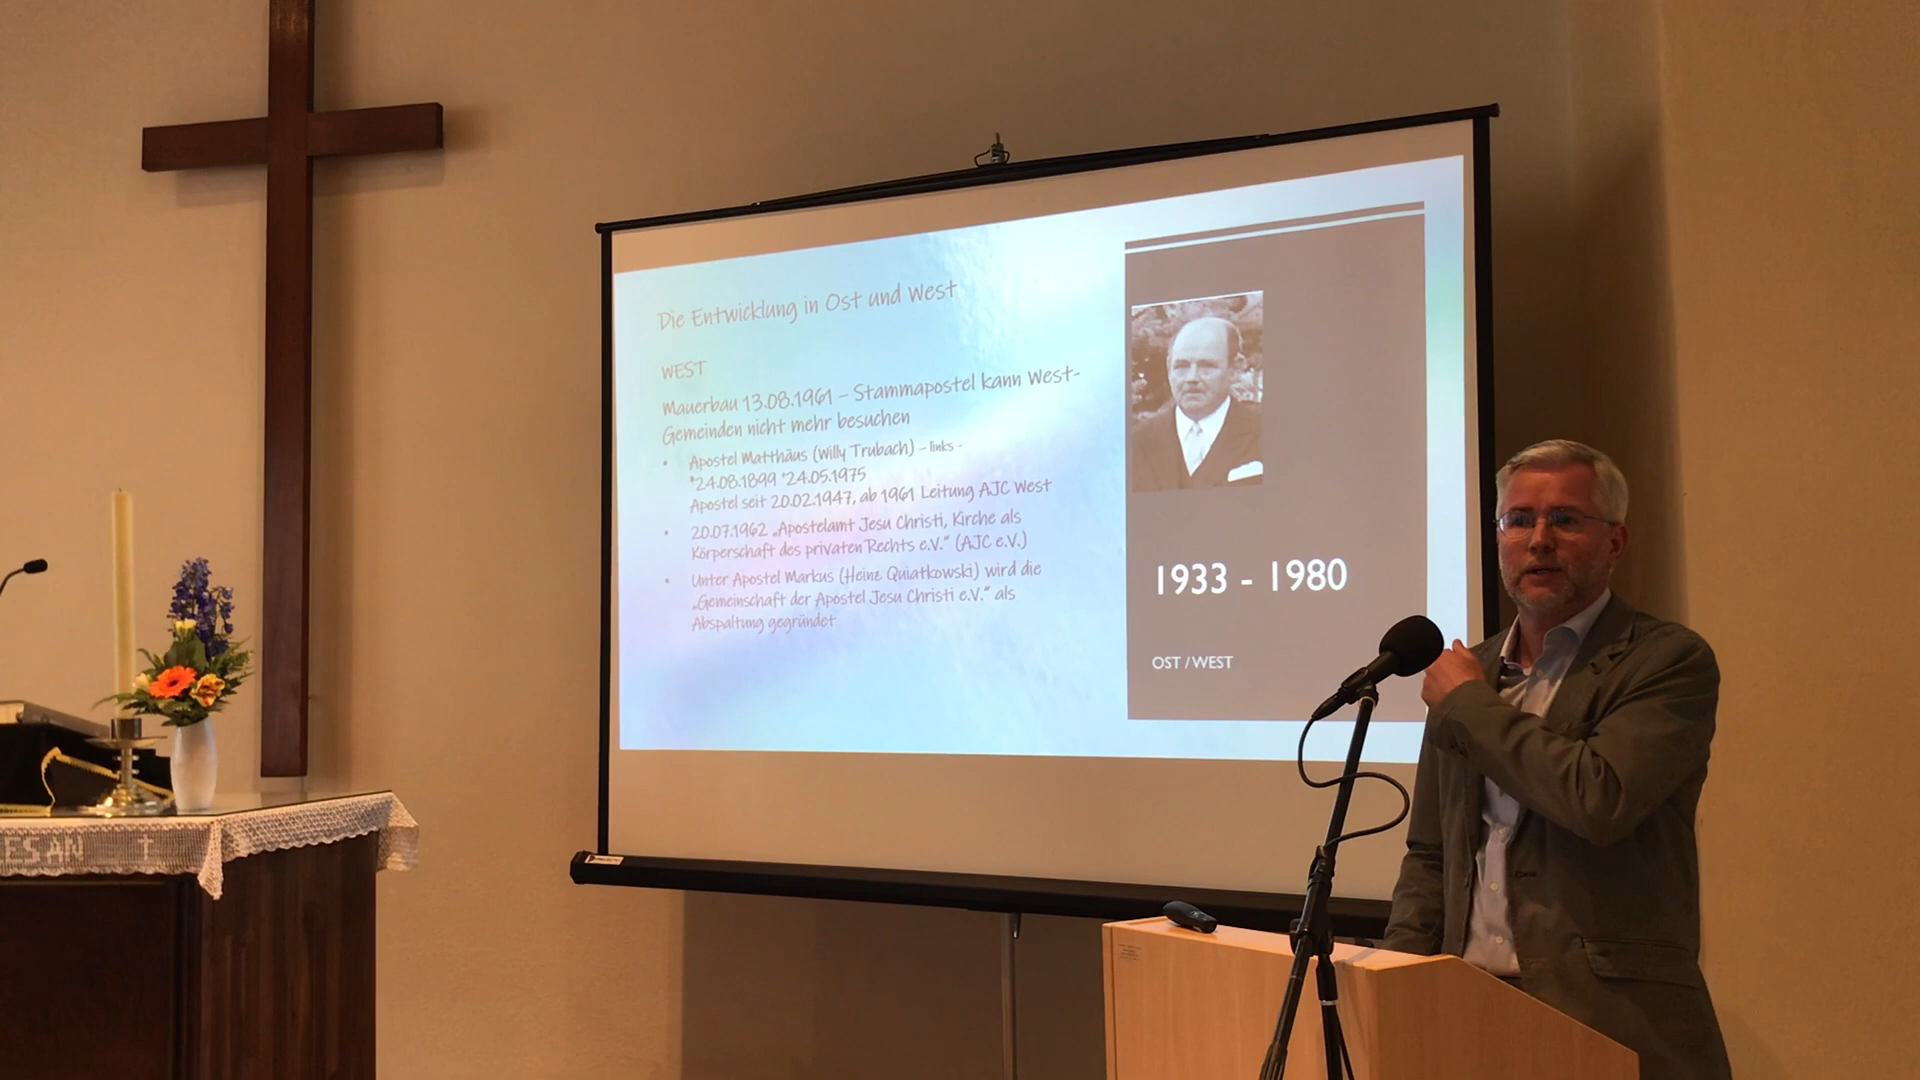 Die Entwicklung in Ost und West
WEST
Mauerbau 13.08.1961 – Stammapostel kann West-
Gemeinden nicht mehr besuchen
• Apostel Matthäus (Willy Trubach) – links -
*24.08.1899 +24.05.1975
Apostel seit 20.02.1947, ab 1961 Leitung AJC West
• 20.07.1962 „Apostelamt Jesu Christi, Kirche als
Körperschaft des privaten Rechts e.V.“ (AJC e.V.)
• Unter Apostel Markus (Heinz Quiatkowski) wird die
„Gemeinschaft der Apostel Jesu Christi e.V.“ als
Abspaltung gegründet
1933 - 1980
OST / WEST
ESAN